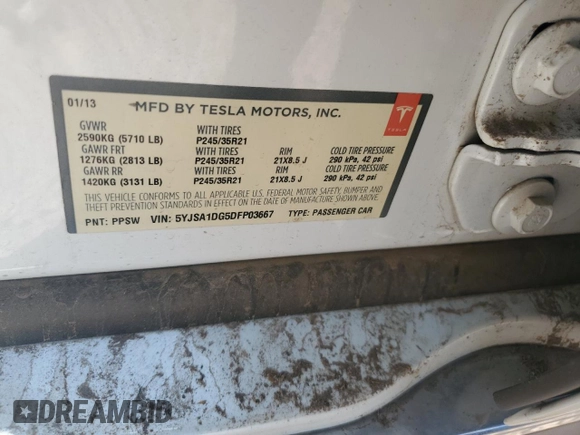 01/13 MFD BY TESLA MOTORS, INC.
TESLA
GVWR WITH TIRES
2590KG (5710 LB) P245/35R21
GAWR FRT WITH TIRES RIM COLD TIRE PRESSURE
1276KG (2813 LB) P245/35R21 21X8.5 J 290 kPa, 42 psi
GAWR RR WITH TIRES RIM COLD TIRE PRESSURE
1420KG (3131 LB) P245/35R21 21X8.5 J 290 kPa, 42 psi
THIS VEHICLE CONFORMS TO ALL APPLICABLE U.S. FEDERAL MOTOR SAFETY, BUMPER AND
THEFT PREVENTION STANDARDS IN EFFECT ON THE DATE OF MANUFACTURE SHOWN ABOVE.
PNT: PPSW VIN: 5YJSA1DG5DFP03667 TYPE: PASSENGER CAR
DREAMBID